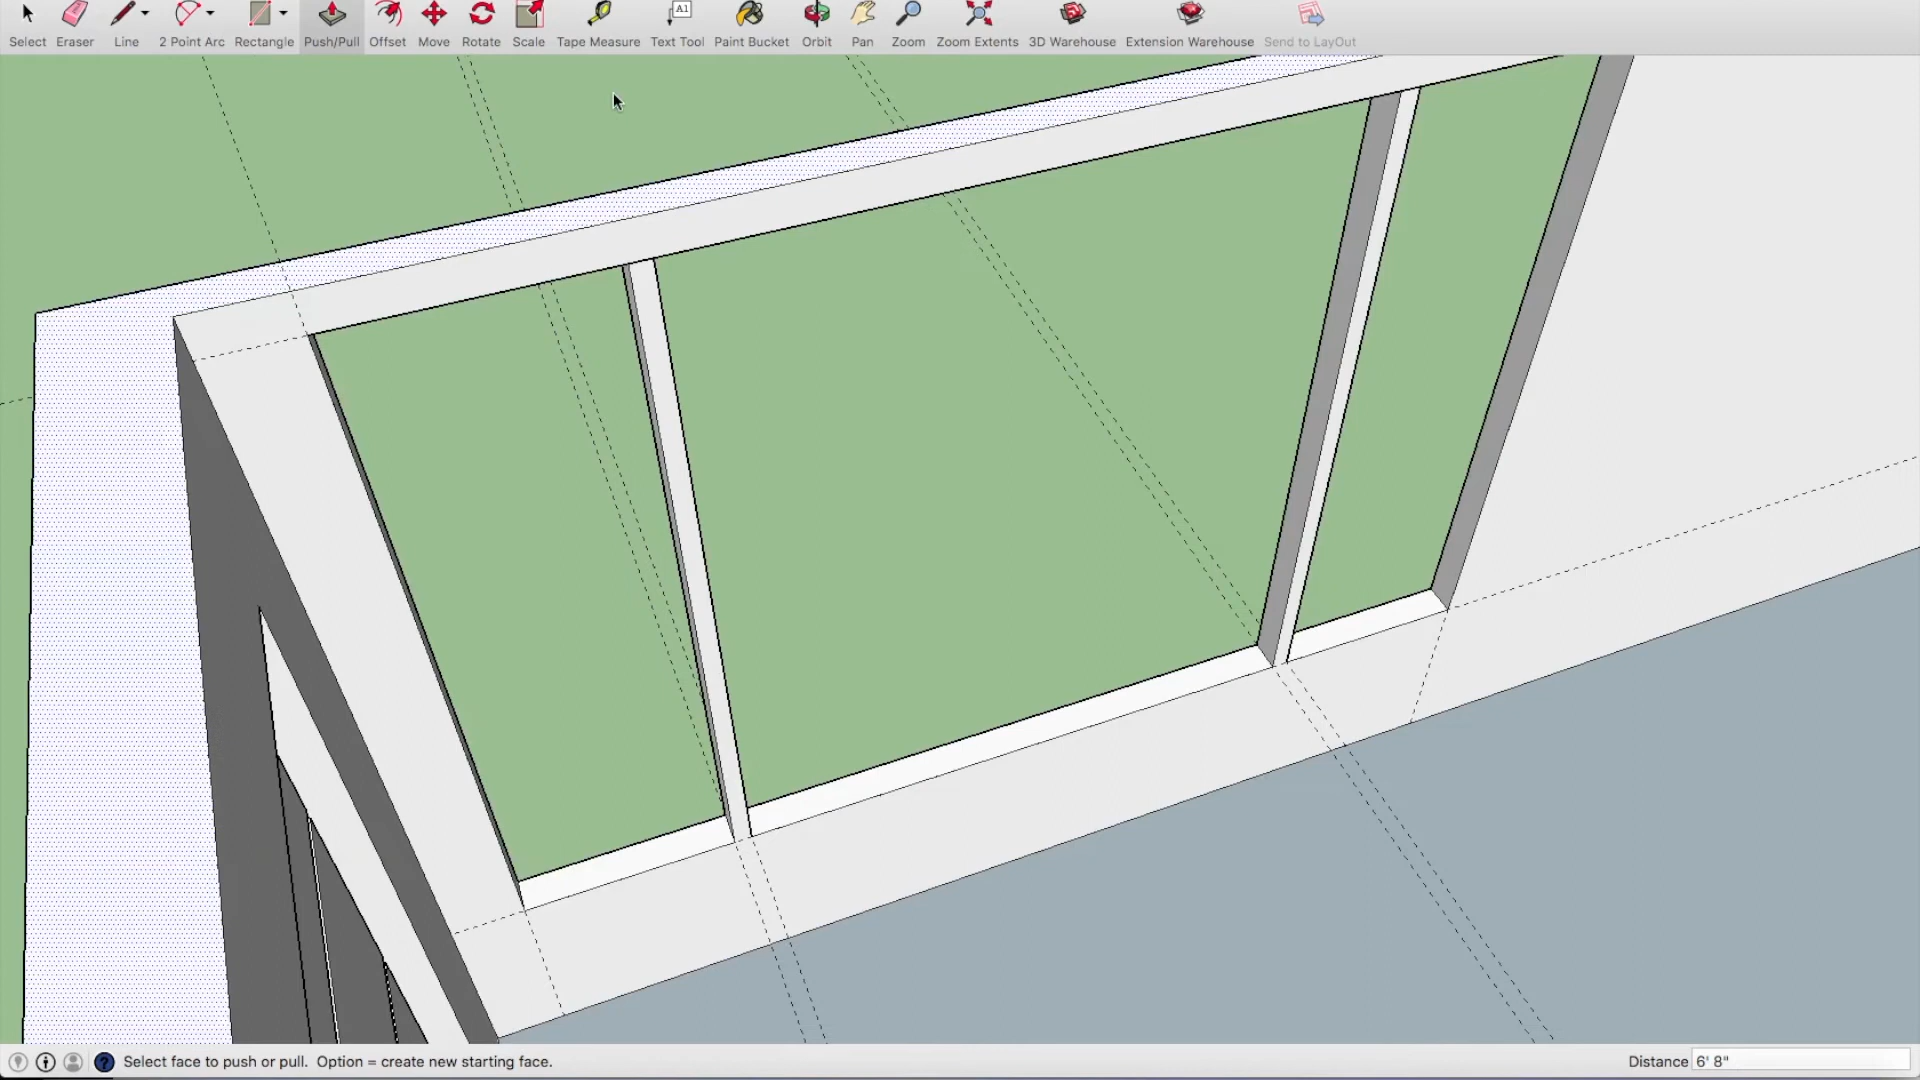 Select Eraser Line 2 Point Arc Rectangle Push/Pull Offset Move Rotate Scale Tape Measure Text Tool Paint Bucket Orbit Pan Zoom Zoom Extents 3D Warehouse Extension Warehouse Send to LayOut
A1
Select face to push or pull. Option = create new starting face. Distance 6' 8"